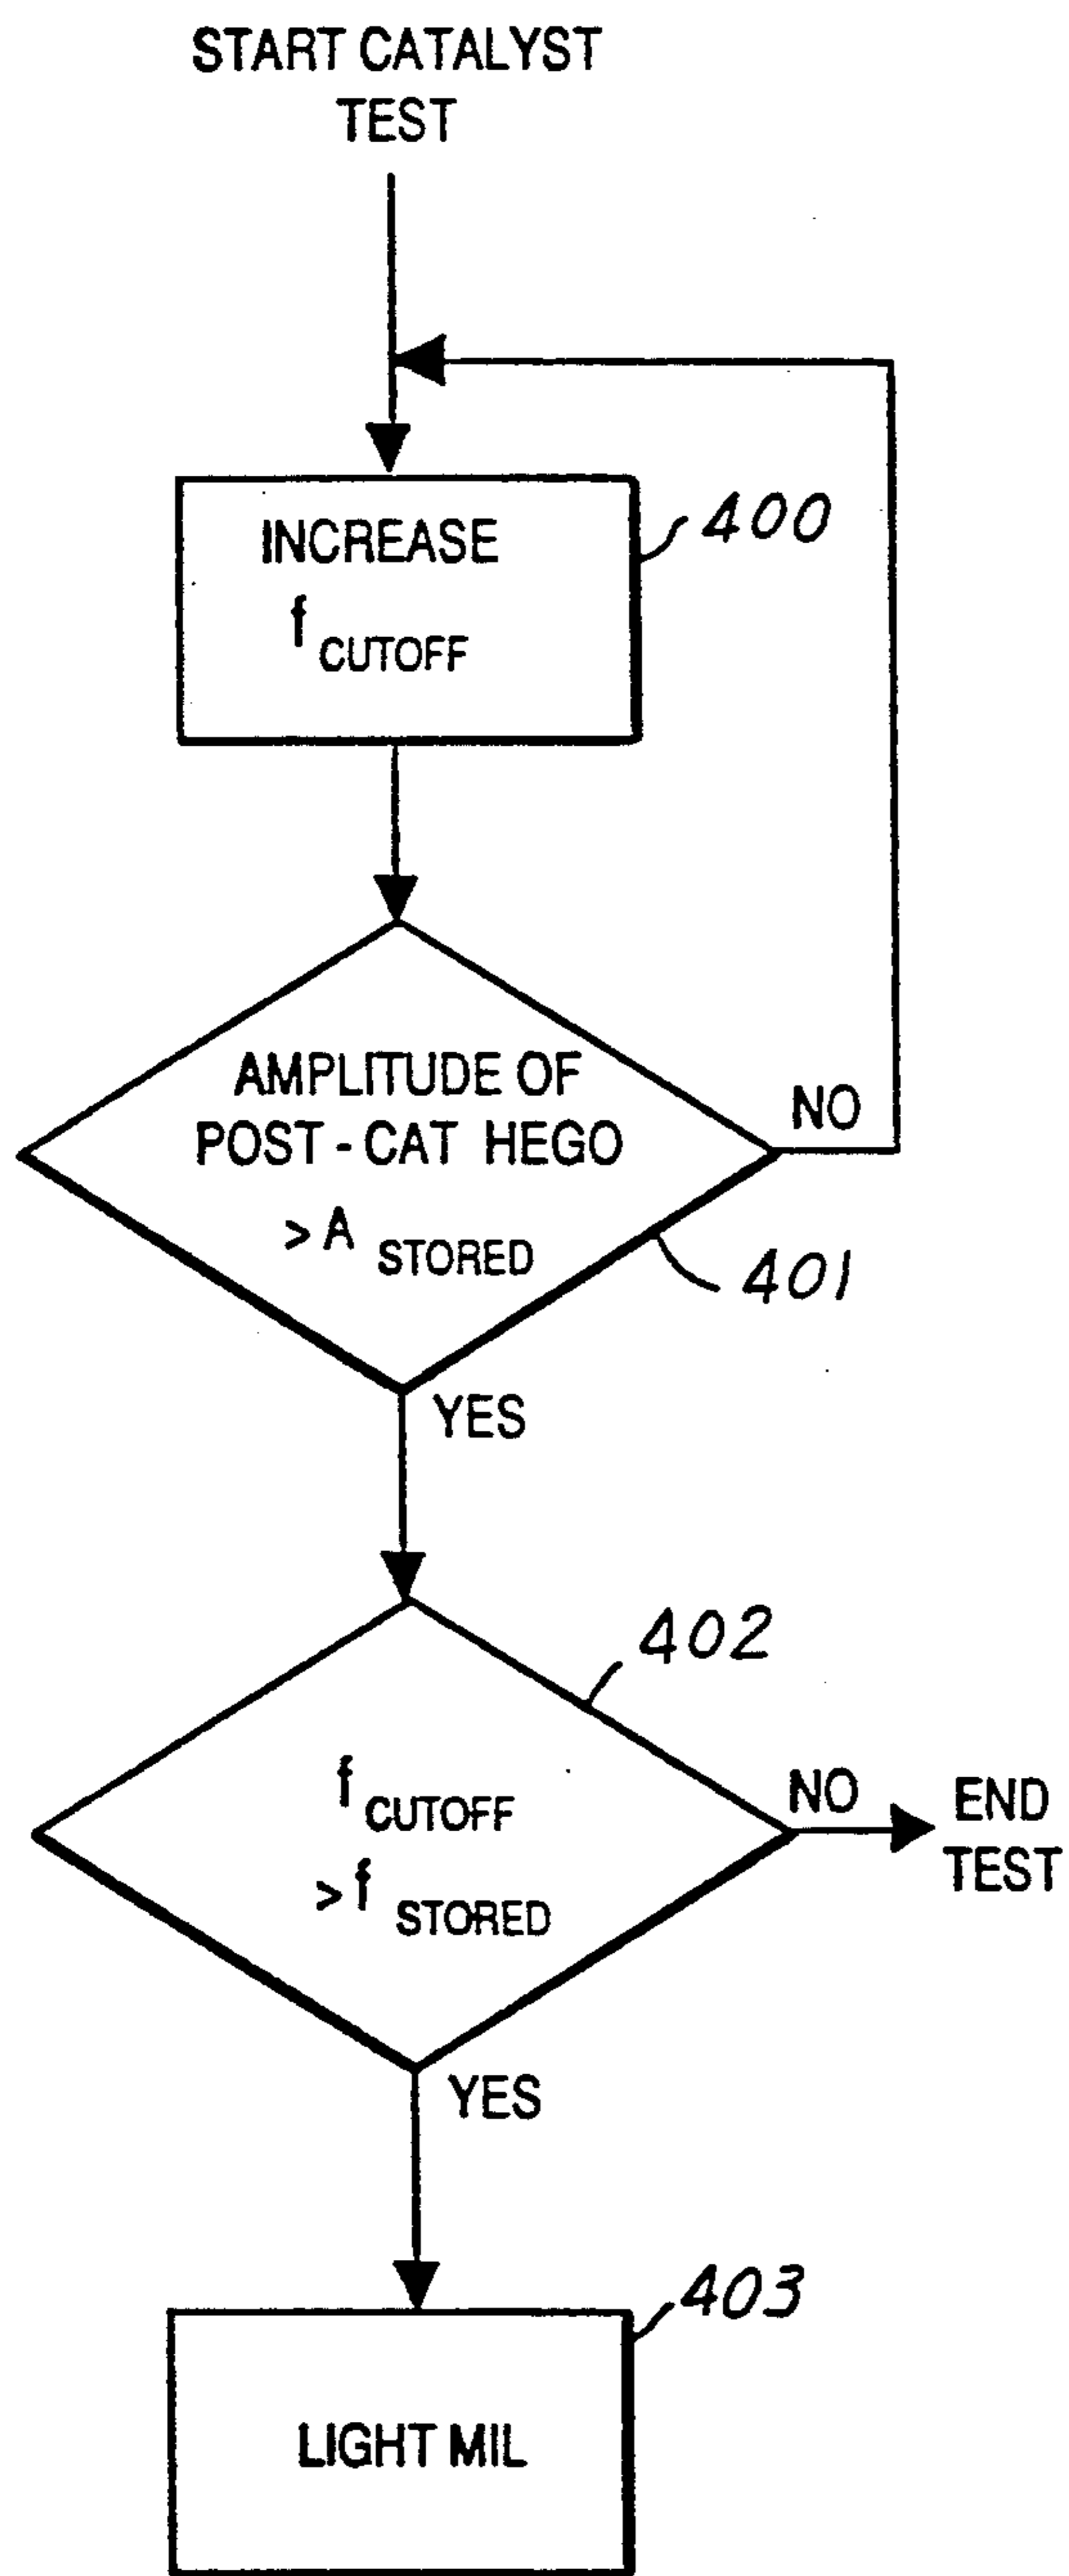 START CATALYST
TEST
INCREASE
f CUTOFF
400
AMPLITUDE OF
POST - CAT HEGO
> A STORED
NO
401
YES
402
f CUTOFF
> f STORED
NO
END
TEST
YES
403
LIGHT MIL